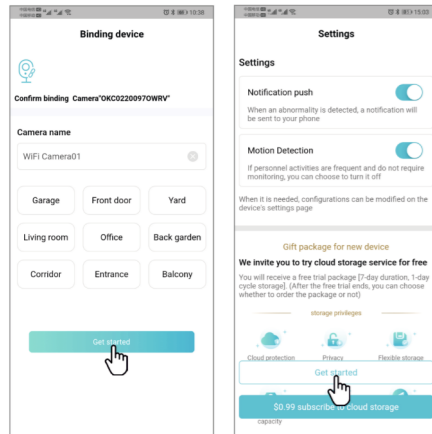 10:38
Binding device
Confirm binding Camera"OKC0220097OWRV"
Camera name
WiFi Camera01
Garage
Front door
Yard
Living room
Office
Back garden
Corridor
Entrance
Balcony
Get started
15:03
Settings
Settings
Notification push
When an abnormality is detected, a notification will
be sent to your phone
Motion Detection
If personnel activities are frequent and do not require
monitoring, you can choose to turn it off
When it is needed, configurations can be modified on the
device's settings page
Gift package for new device
We invite you to try cloud storage service for free
You will receive a free trial package [7-day duration, 1-day
cycle storage]. (After the free trial ends, you can choose
whether to order the package or not)
storage privileges
Cloud protection
Privacy
Flexible storage
Get started
$0.99 subscribe to cloud storage
capacity